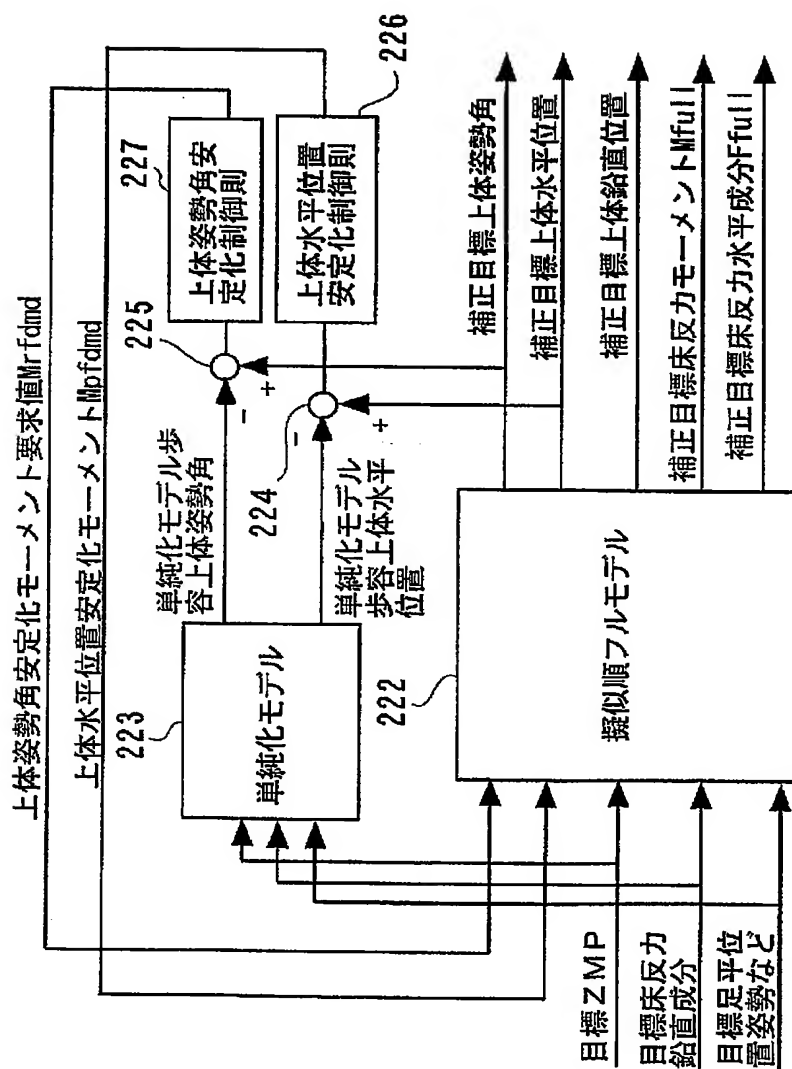 上体姿勢角安定化モーメント要求値Mrfdmd
上体水平位置安定化モーメントMpfdmd
227
上体姿勢角安
定化制御則
226
上体水平位置
安定化制御則
225
-
+
224
-
+
単純化モデル歩
容上体姿勢角
単純化モデル
歩容上体水平
位置
223
単純化モデル
222
擬似順フルモデル
補正目標上体姿勢角
補正目標上体水平位置
補正目標上体鉛直位置
補正目標床反力モーメントMfull
補正目標床反力水平成分Ffull
目標ZMP
目標床反力
鉛直成分
目標足平位
置姿勢など